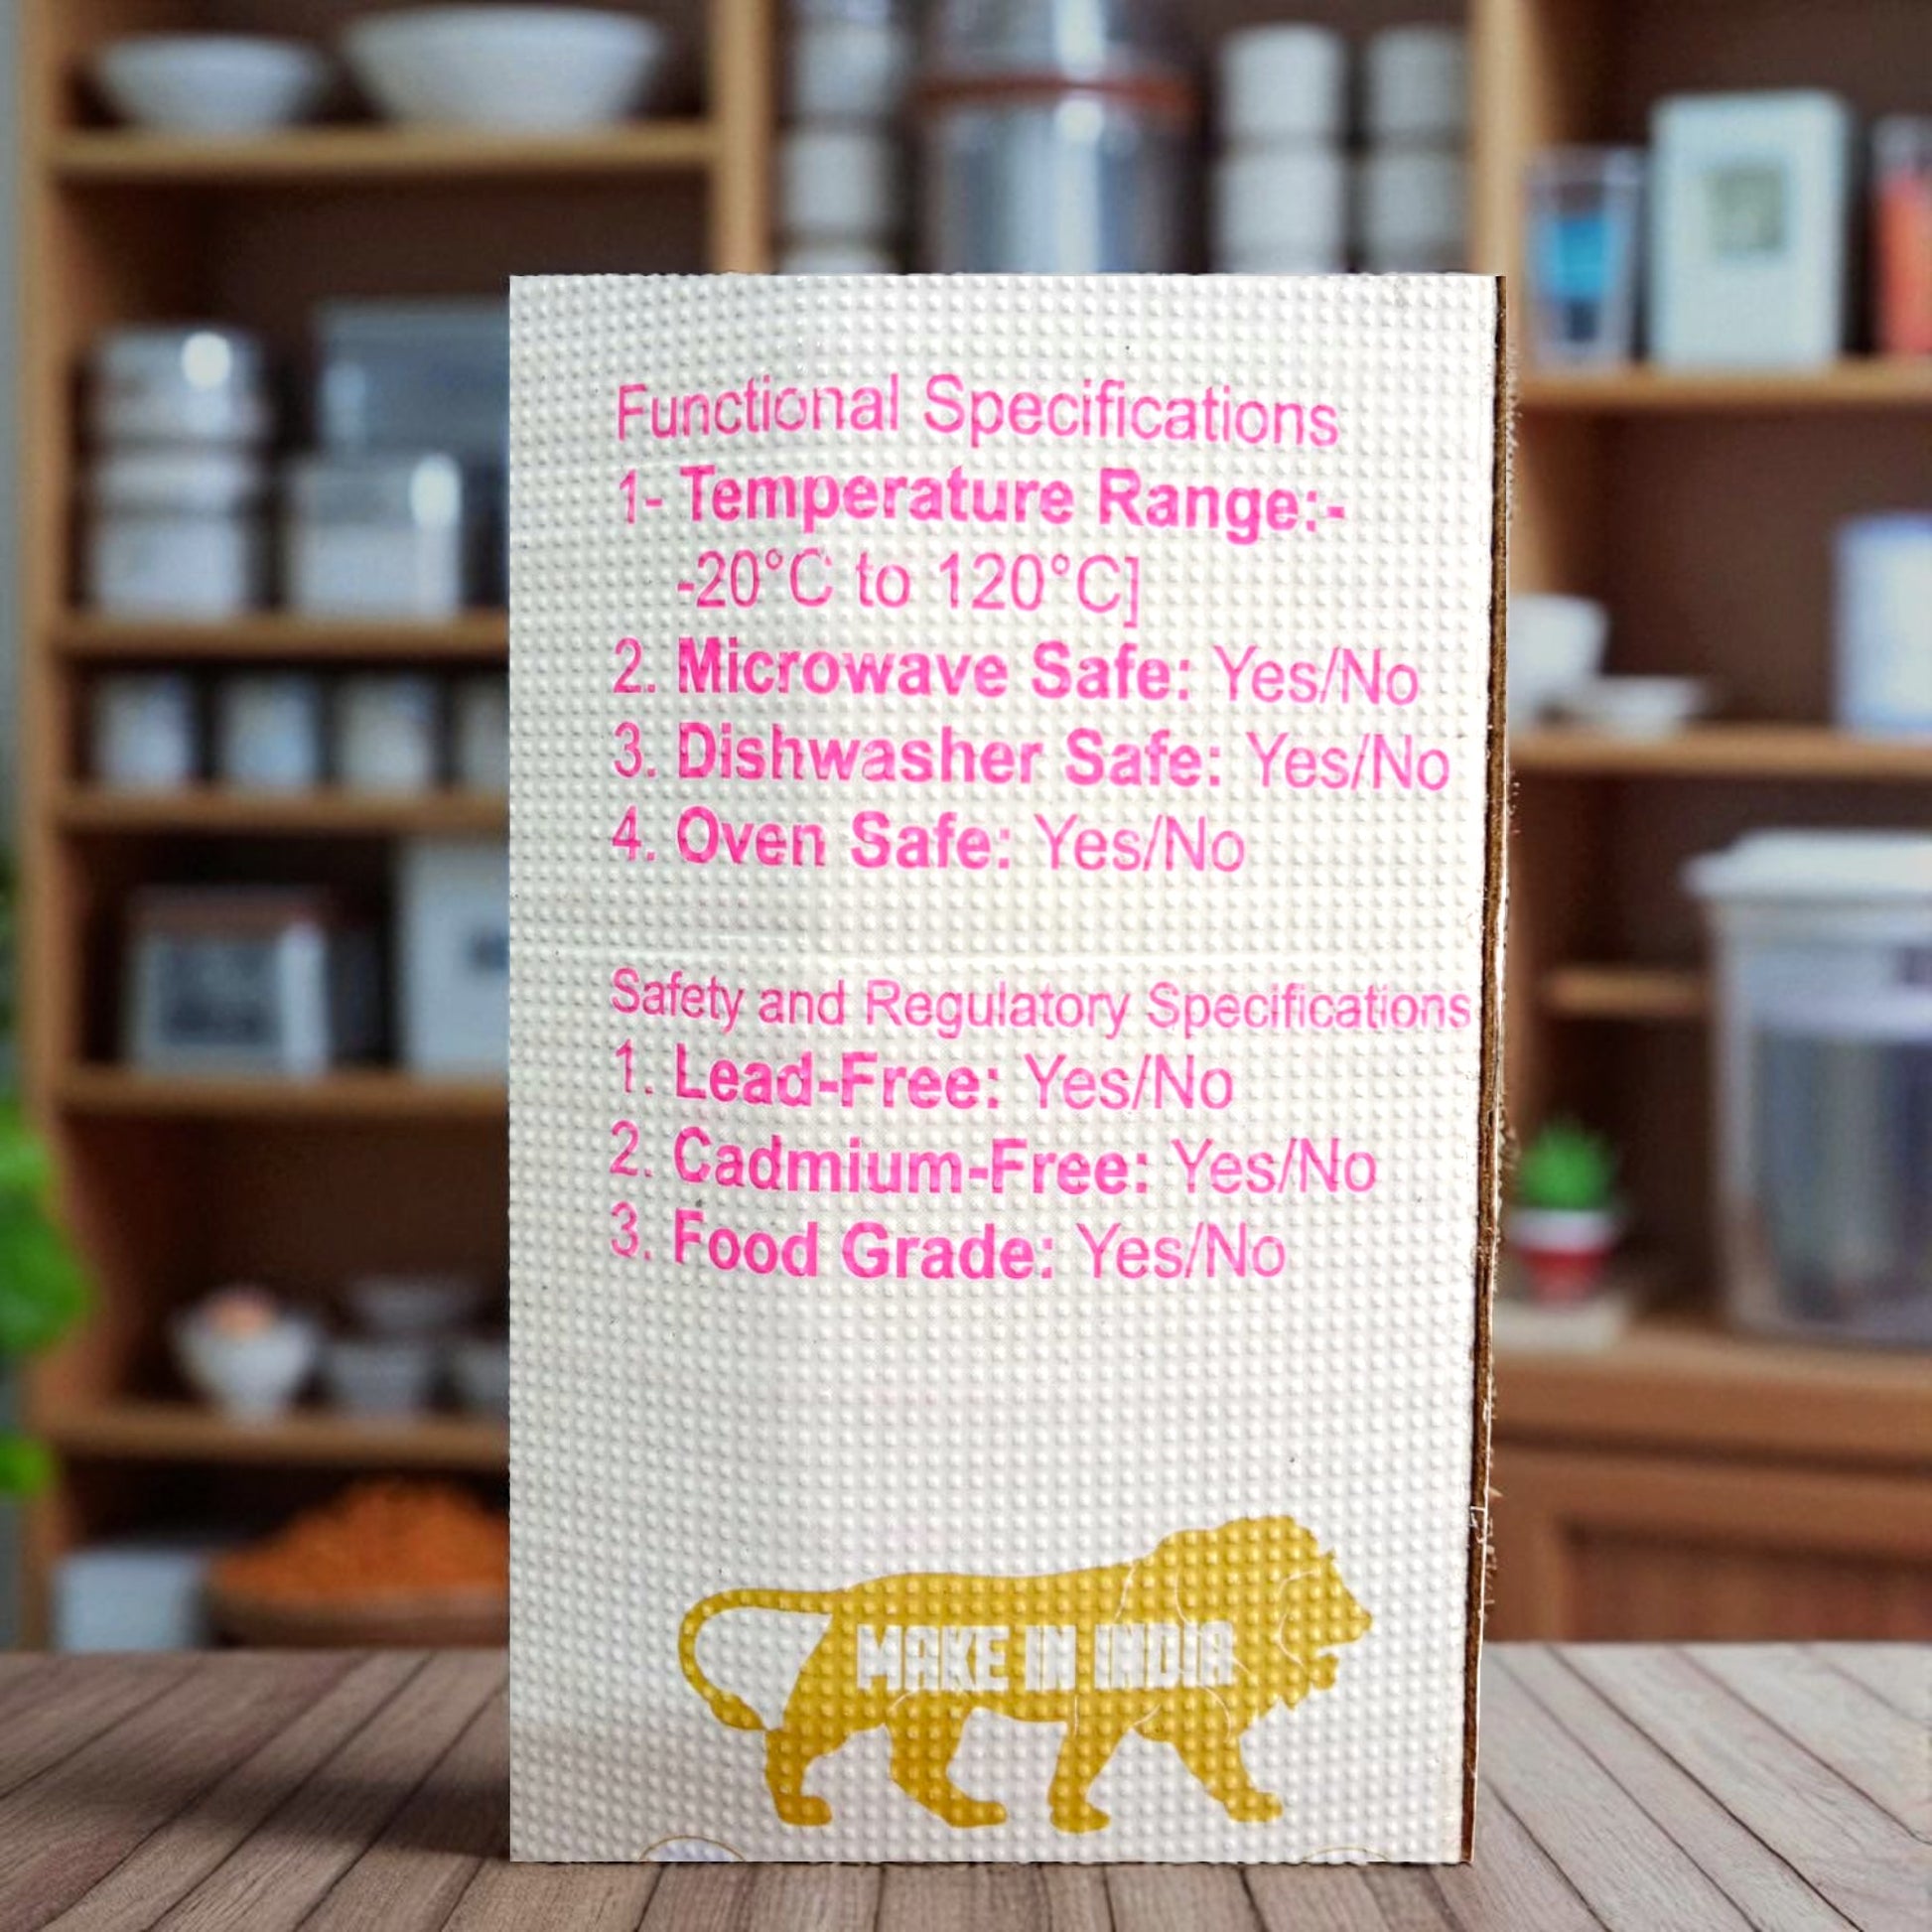 Functional Specifications
1- Temperature Range:-
-20°C to 120°C]
2. Microwave Safe: Yes/No
3. Dishwasher Safe: Yes/No
4. Oven Safe: Yes/No
Safety and Regulatory Specifications
1. Lead-Free: Yes/No
2. Cadmium-Free: Yes/No
3. Food Grade: Yes/No
MAKE IN INDIA